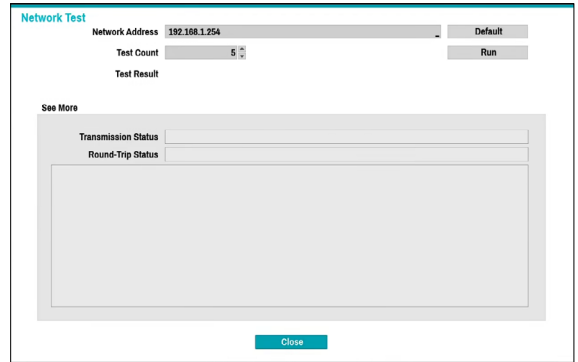 Network Test
Network Address 192.168.1.254 Default
Test Count 5 Run
Test Result
See More
Transmission Status
Round-Trip Status
Close